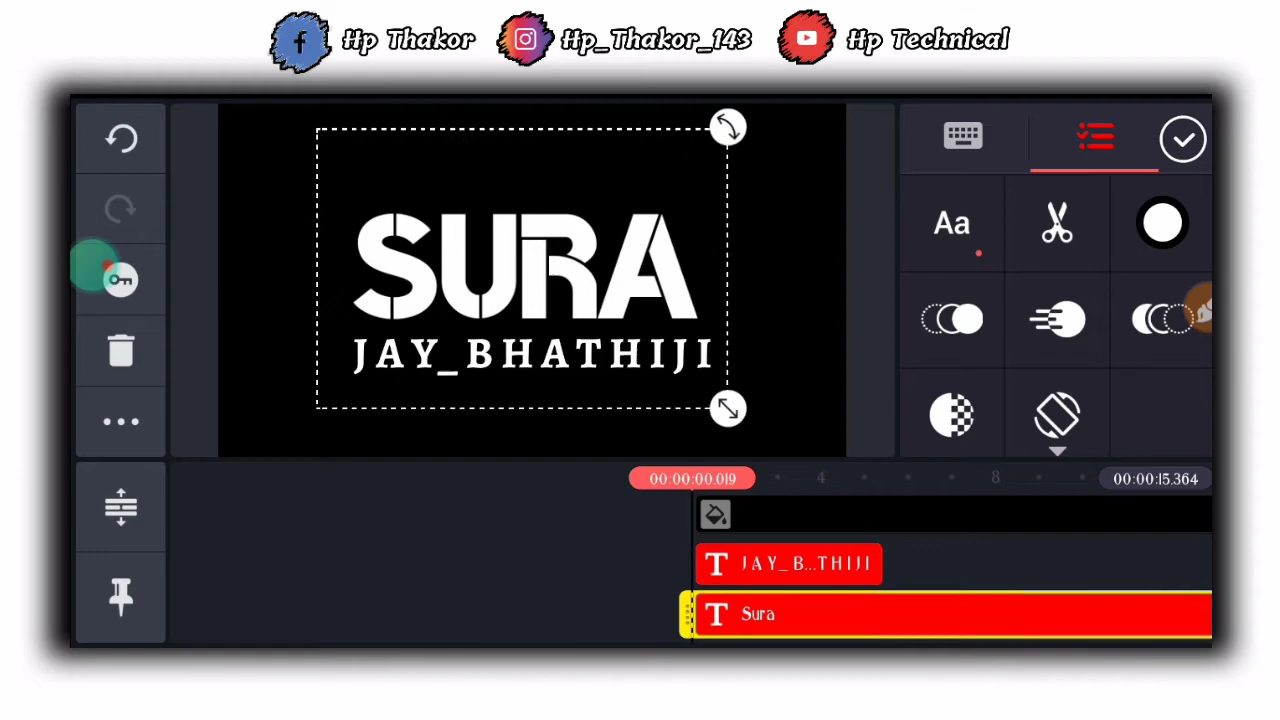 Hp Thakor
Hp_Thakor_143
Hp Technical
SURA
JAY_BHATHIJI
Aa
00:00:00.019
4
8
00:00:15.364
T JAY_B...THIJI
T Sura